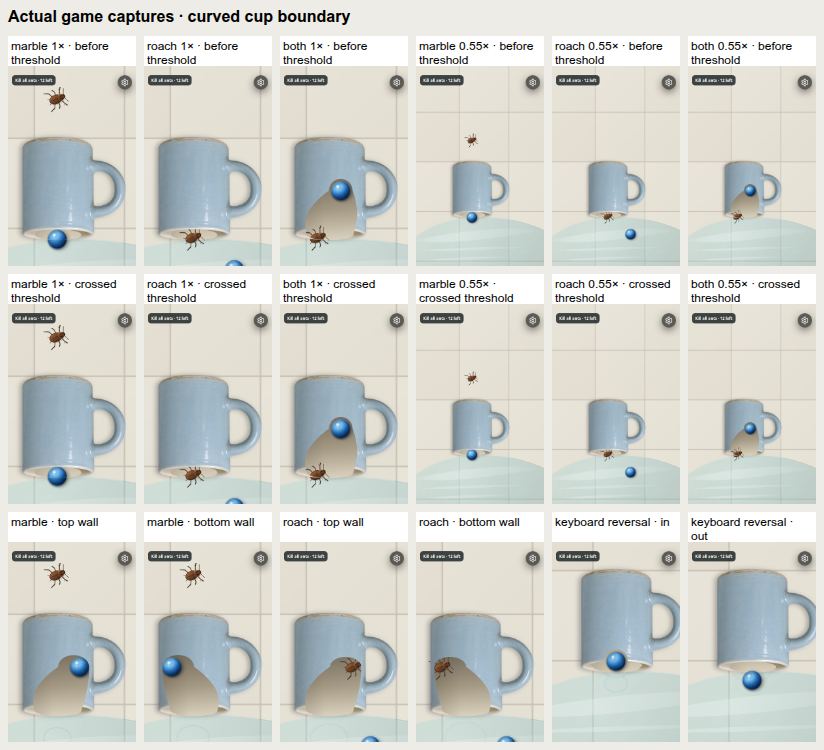 Actual game captures · curved cup boundary
marble 1× · before
threshold
roach 1× · before
threshold
both 1× · before
threshold
marble 0.55× · before
threshold
roach 0.55× · before
threshold
both 0.55× · before
threshold
marble 1× · crossed
threshold
roach 1× · crossed
threshold
both 1× · crossed
threshold
marble 0.55× ·
crossed threshold
roach 0.55× · crossed
threshold
both 0.55× · crossed
threshold
marble · top wall
marble · bottom wall
roach · top wall
roach · bottom wall
keyboard reversal · in
keyboard reversal ·
out